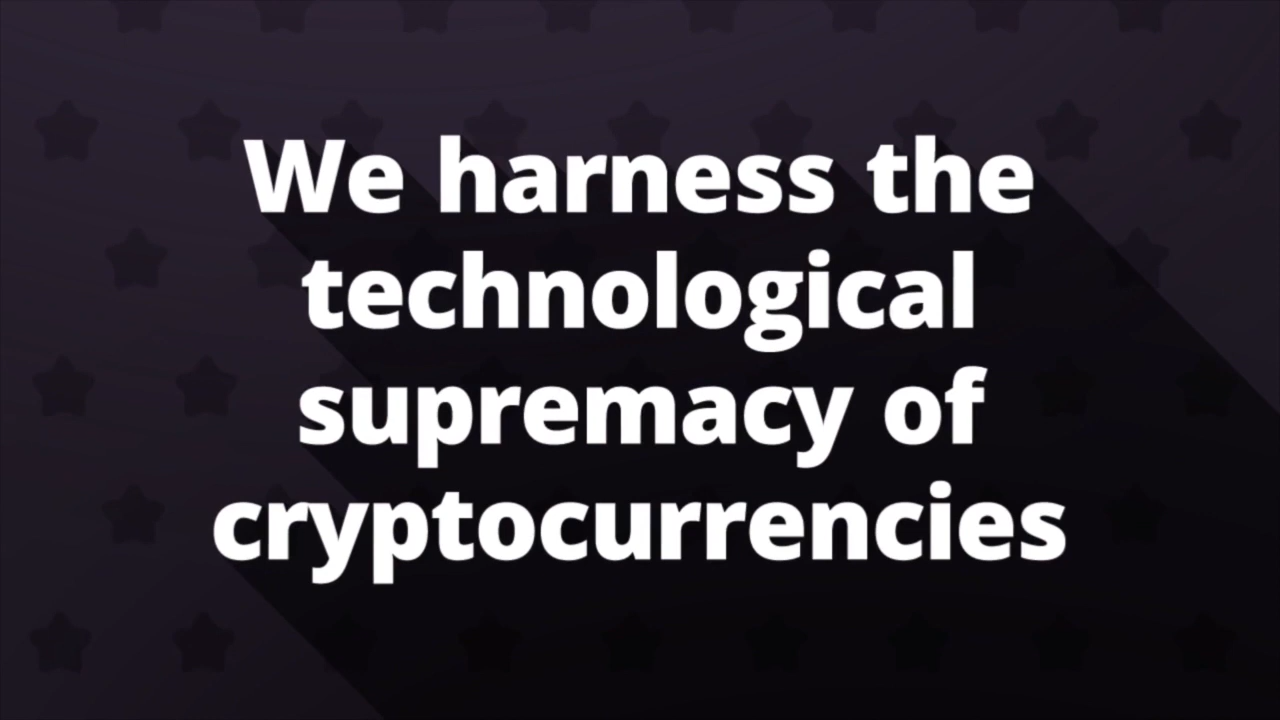 We harness the
technological
supremacy of
cryptocurrencies